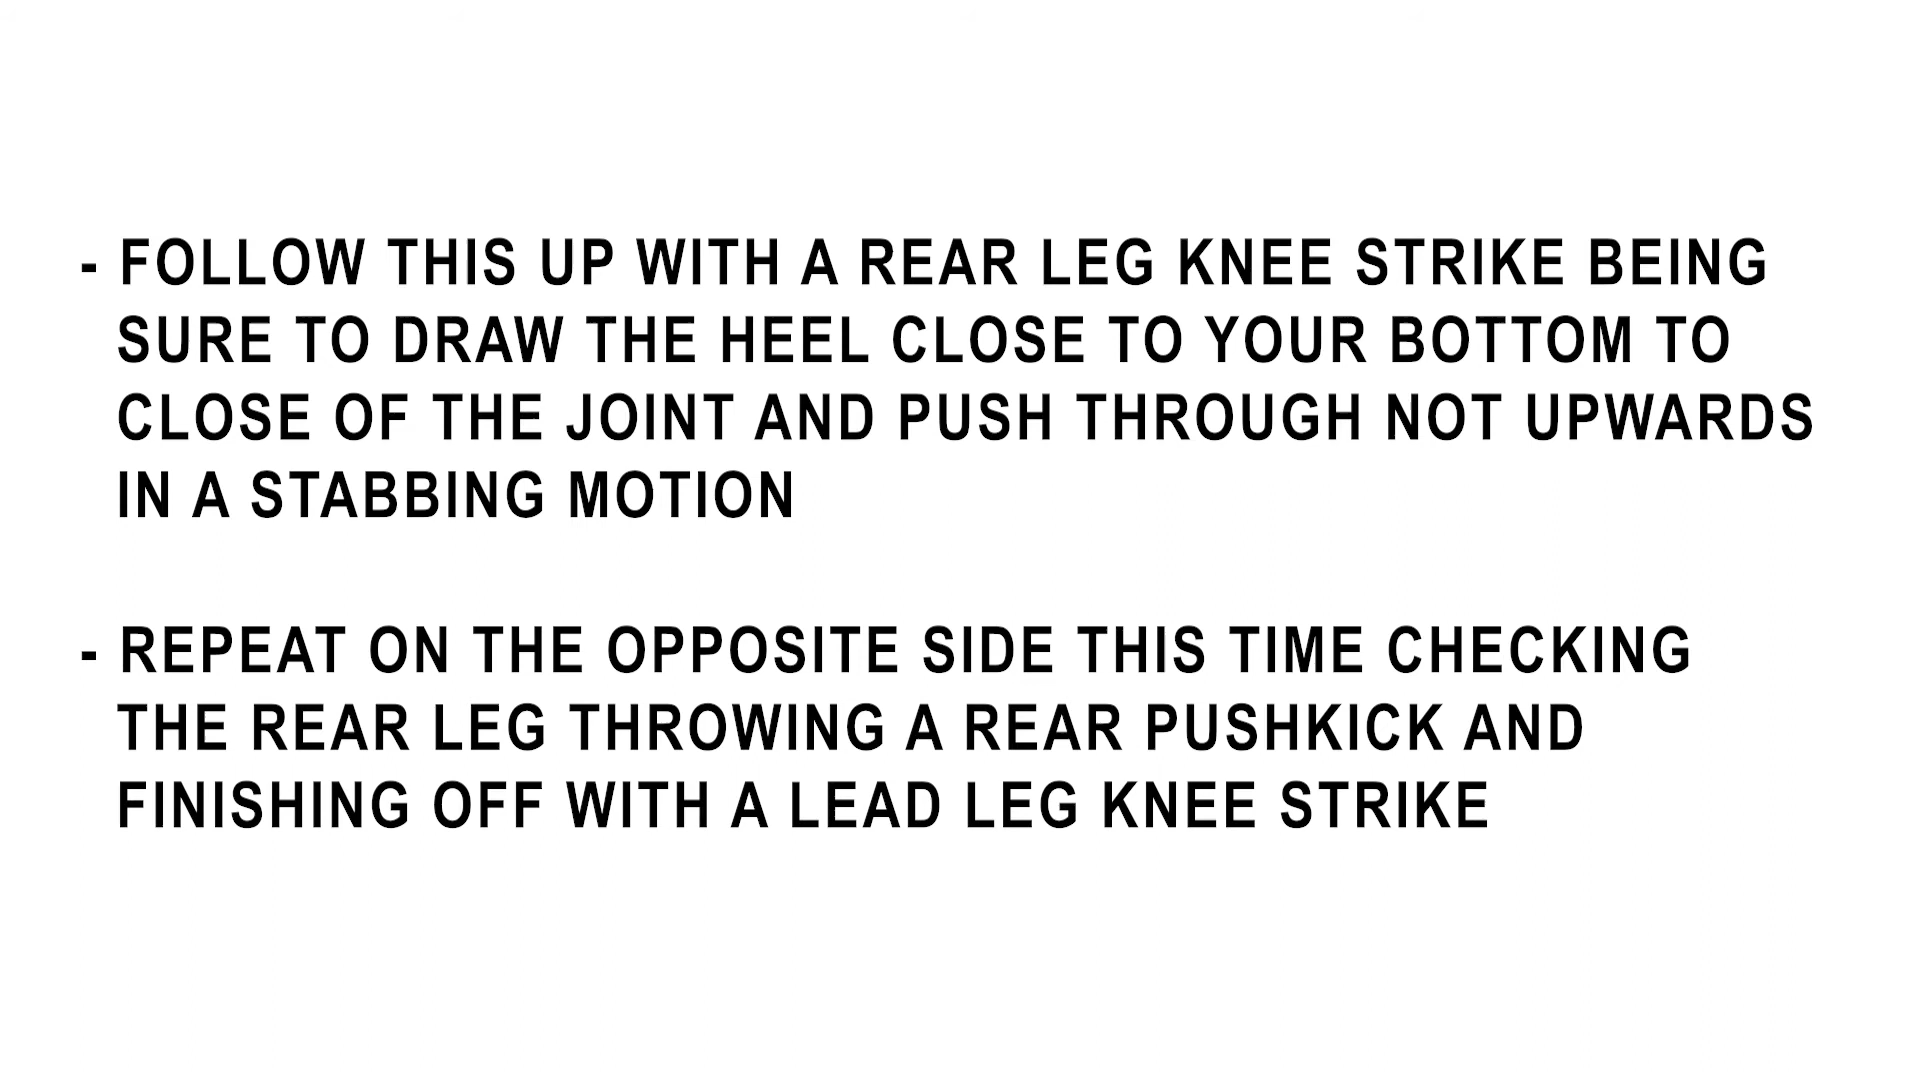 - FOLLOW THIS UP WITH A REAR LEG KNEE STRIKE BEING
SURE TO DRAW THE HEEL CLOSE TO YOUR BOTTOM TO
CLOSE OF THE JOINT AND PUSH THROUGH NOT UPWARDS
IN A STABBING MOTION
- REPEAT ON THE OPPOSITE SIDE THIS TIME CHECKING
THE REAR LEG THROWING A REAR PUSHKICK AND
FINISHING OFF WITH A LEAD LEG KNEE STRIKE